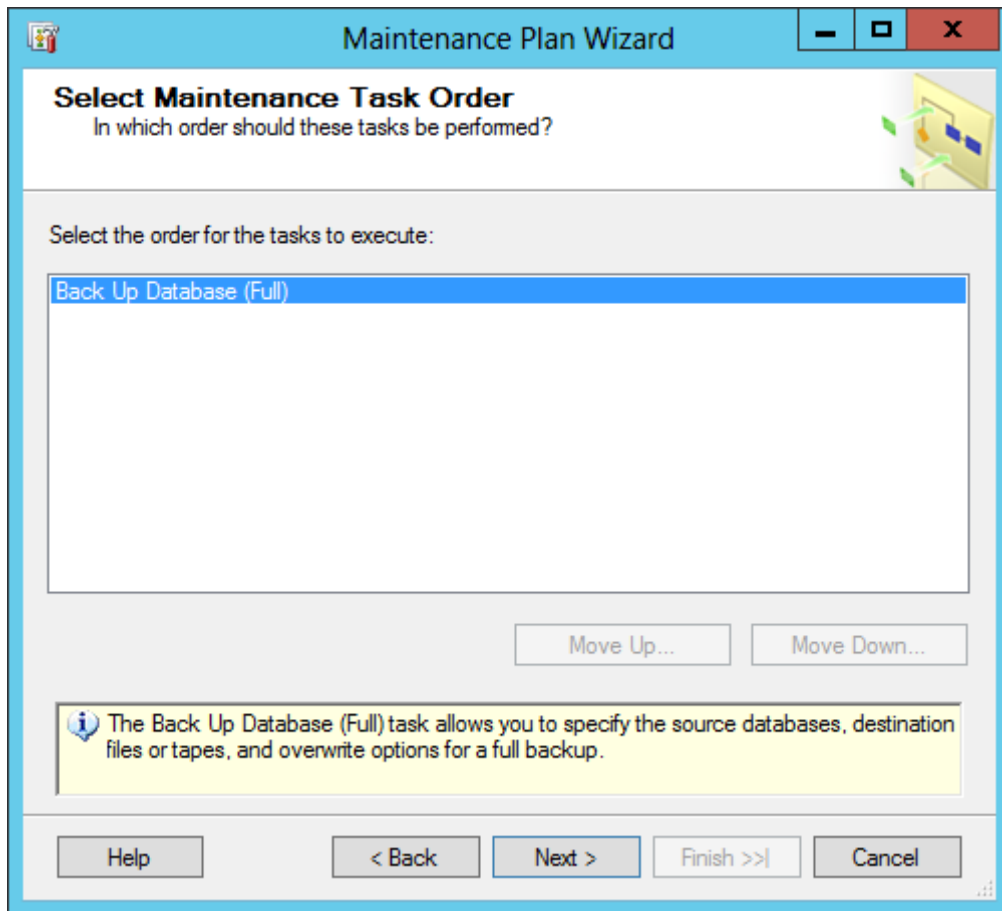 Maintenance Plan Wizard
Select Maintenance Task Order
In which order should these tasks be performed?
Select the order for the tasks to execute:
Back Up Database (Full)
Move Up...
Move Down...
The Back Up Database (Full) task allows you to specify the source databases, destination
files or tapes, and overwrite options for a full backup.
Help
< Back
Next >
Finish >>|
Cancel